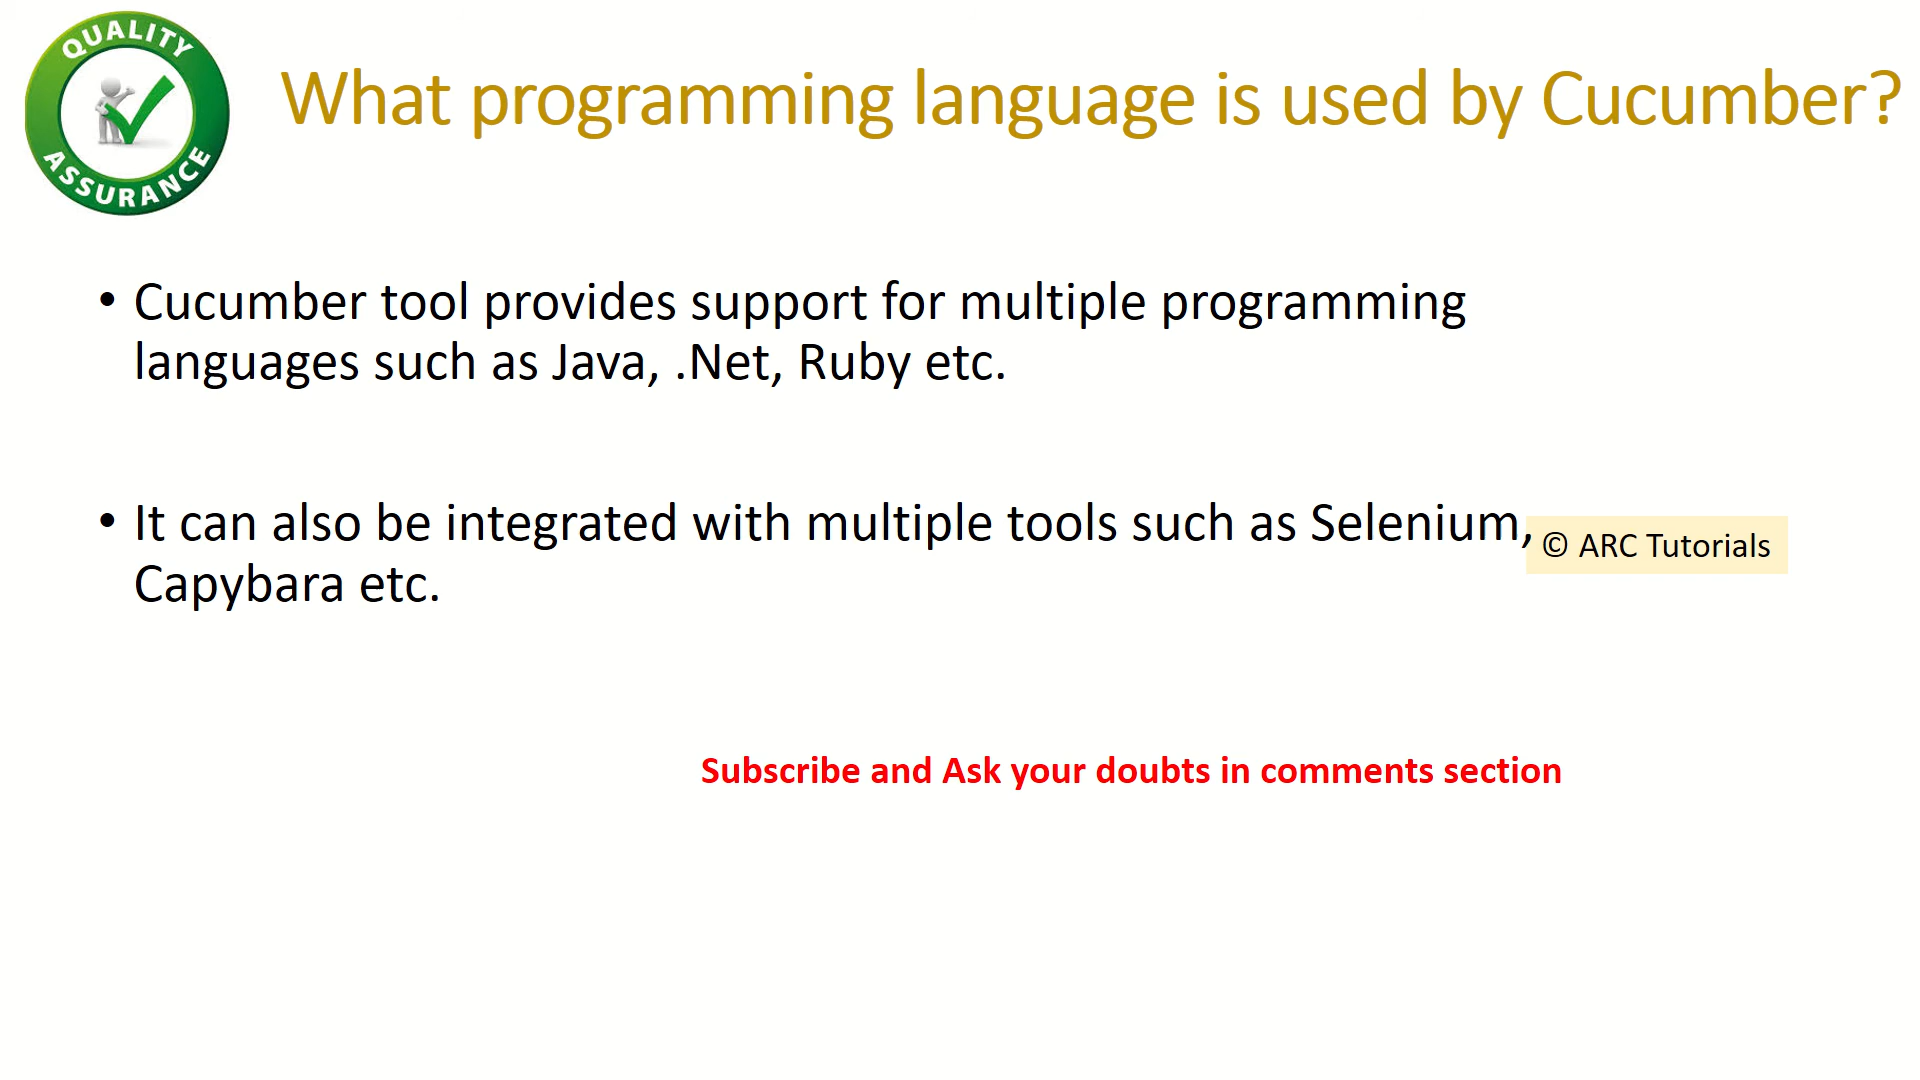 QUALITY
ASSURANCE
What programming language is used by Cucumber?
• Cucumber tool provides support for multiple programming
languages such as Java, .Net, Ruby etc.
• It can also be integrated with multiple tools such as Selenium,
Capybara etc.
© ARC Tutorials
Subscribe and Ask your doubts in comments section